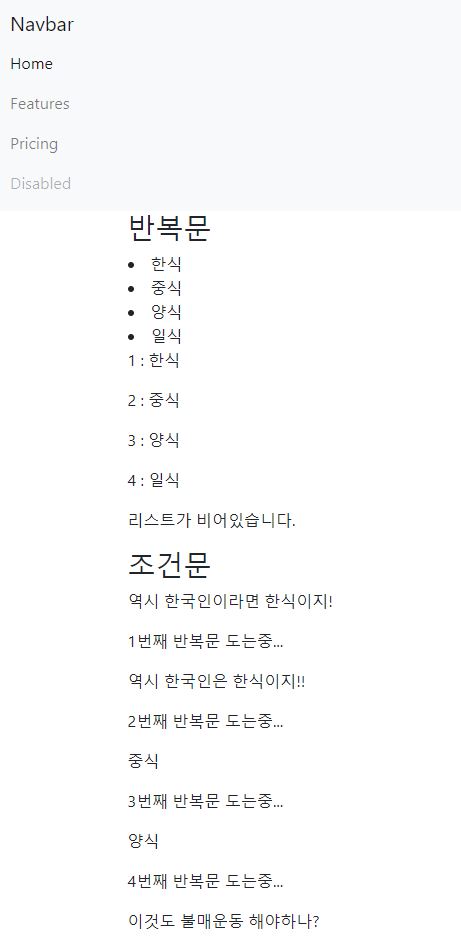 Navbar
Home
Features
Pricing
Disabled
반복문
• 한식
• 중식
• 양식
• 일식
1 : 한식
2 : 중식
3 : 양식
4 : 일식
리스트가 비어있습니다.
조건문
역시 한국인이라면 한식이지!
1번째 반복문 도는중...
역시 한국인은 한식이지!!
2번째 반복문 도는중...
중식
3번째 반복문 도는중...
양식
4번째 반복문 도는중...
이것도 불매운동 해야하나?